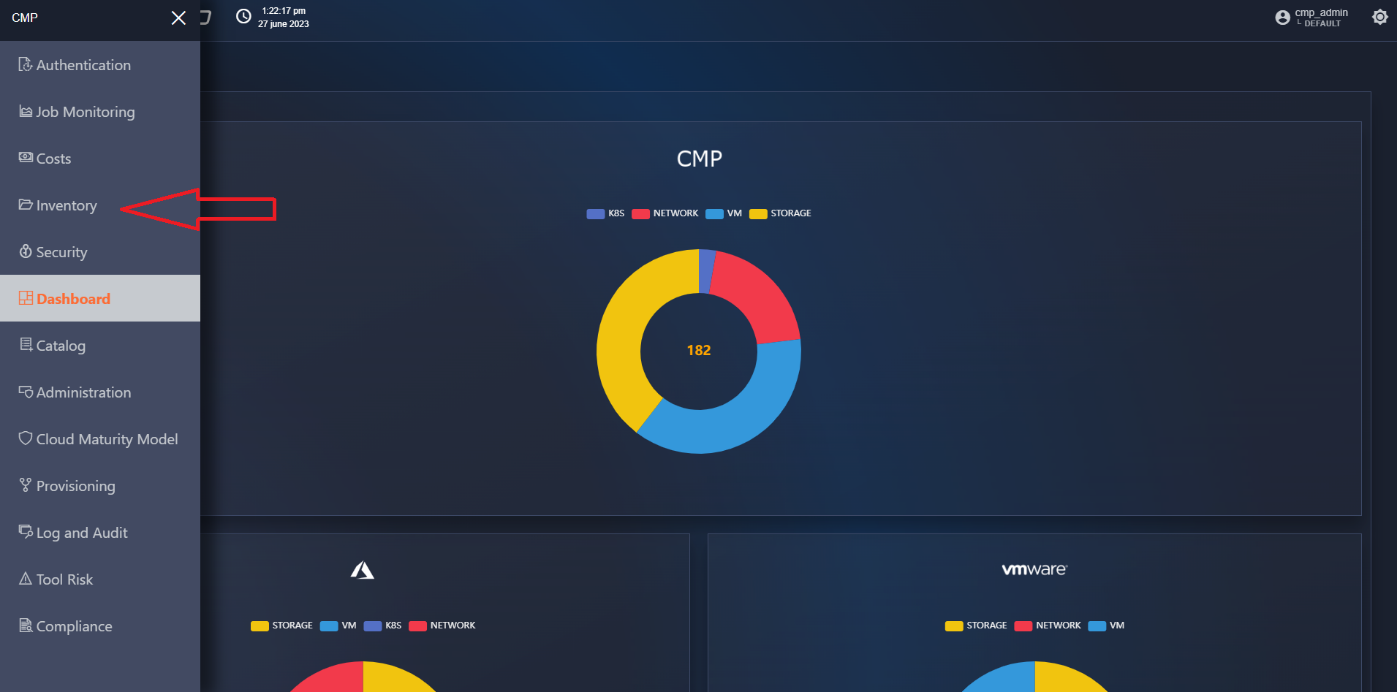 CMP
1:22:17 pm
27 june 2023
cmp_admin
DEFAULT
Authentication
Job Monitoring
Costs
Inventory
Security
Dashboard
Catalog
Administration
Cloud Maturity Model
Provisioning
Log and Audit
Tool Risk
Compliance
CMP
K8S NETWORK VM STORAGE
182
STORAGE VM K8S NETWORK
vmware
STORAGE NETWORK VM